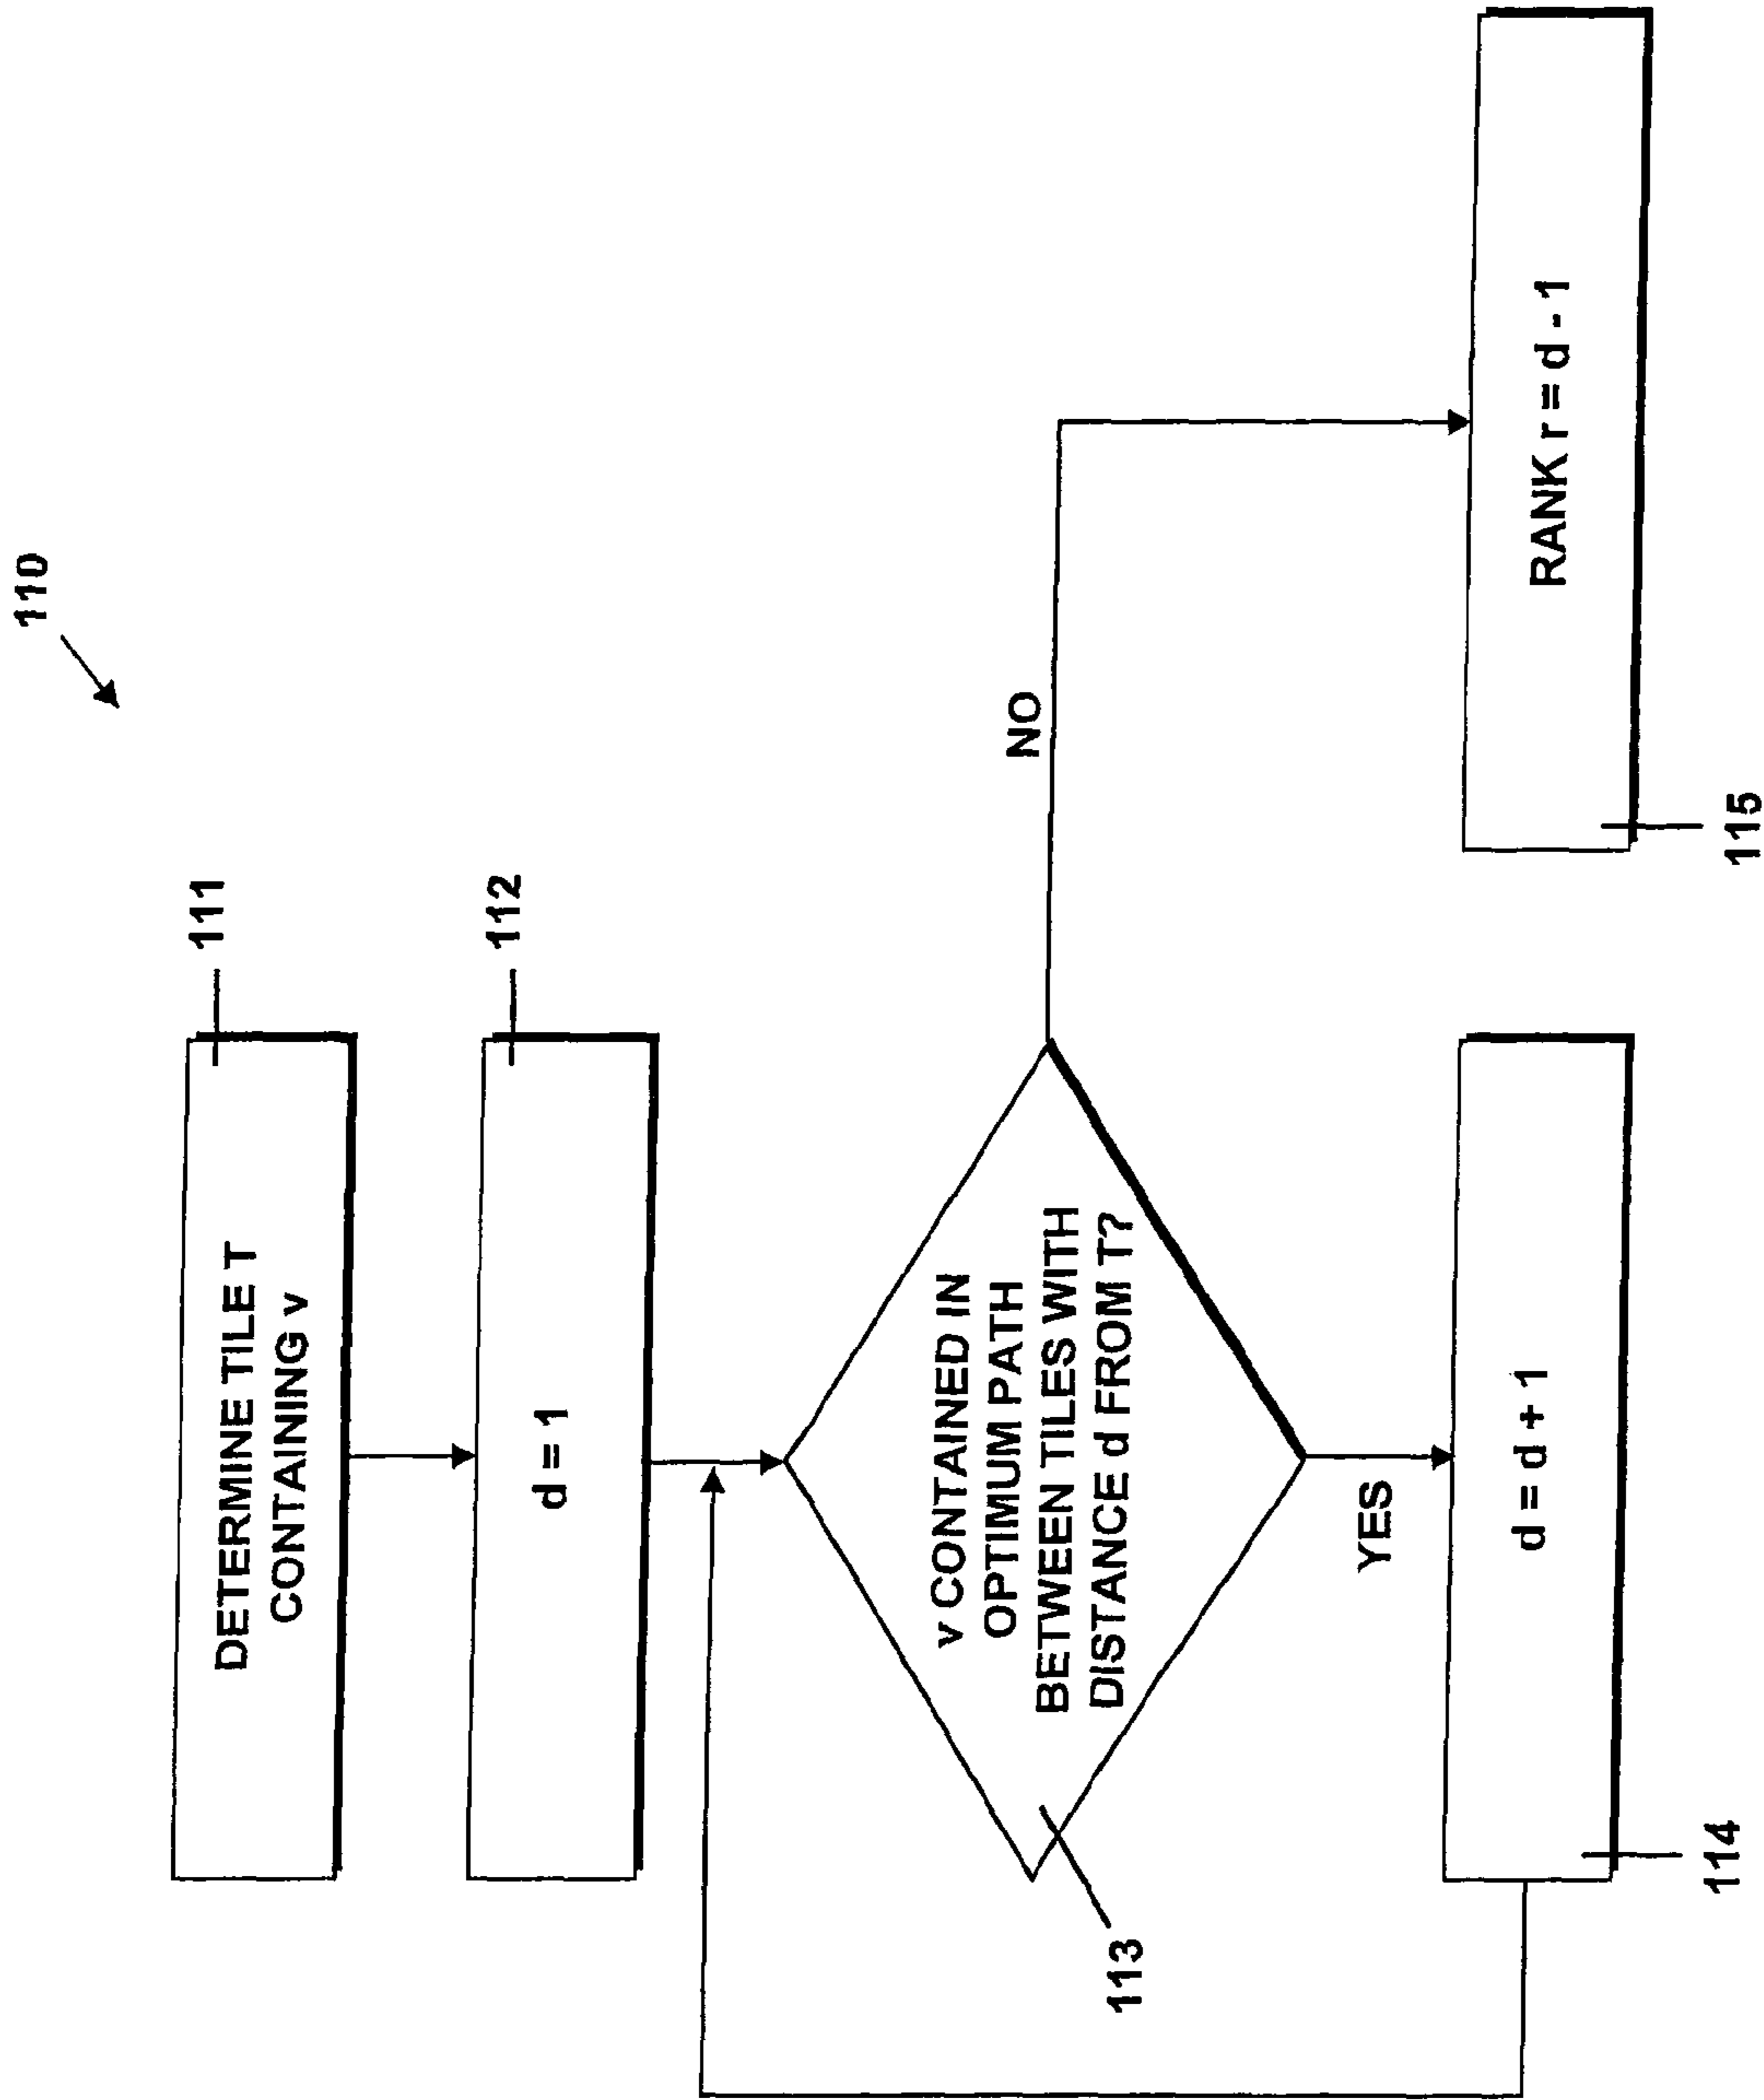 110
DETERMINE TILE T
CONTAINING v
111
d = 1
112
v CONTAINED IN
OPTIMUM PATH
BETWEEN TILES WITH
DISTANCE d FROM T?
113
NO
YES
d = d + 1
114
RANK r = d - 1
115